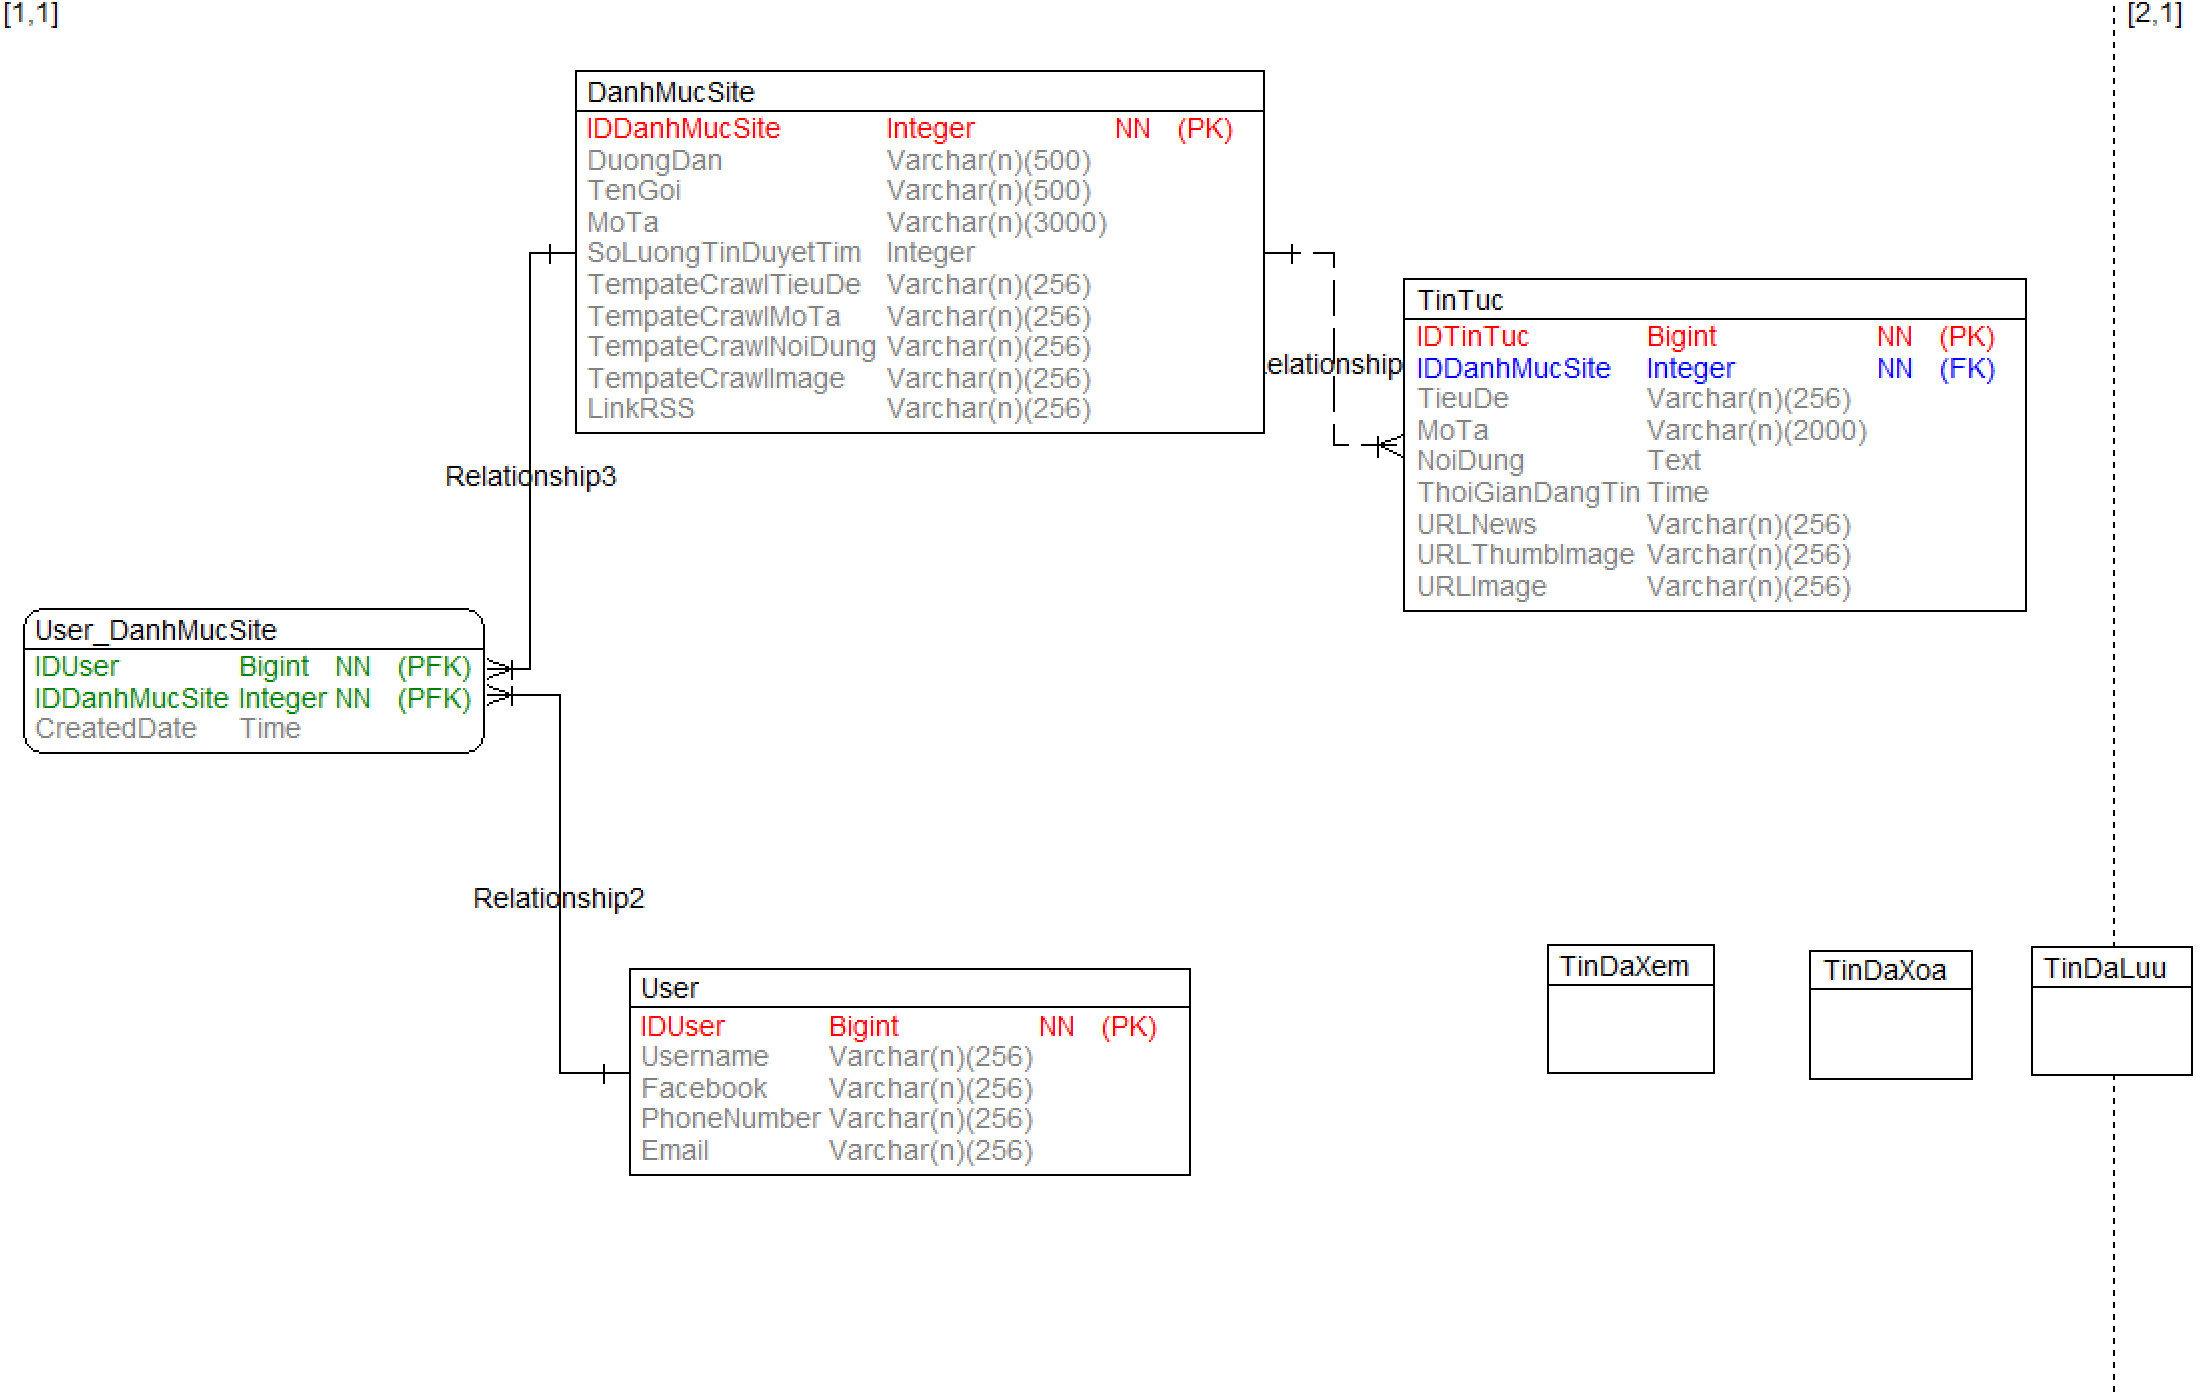 [1,1]
[2,1]
DanhMucSite
IDDanhMucSite Integer NN (PK)
DuongDan Varchar(n)(500)
TenGoi Varchar(n)(500)
MoTa Varchar(n)(3000)
SoLuongTinDuyetTim Integer
TempateCrawlTieuDe Varchar(n)(256)
TempateCrawlMoTa Varchar(n)(256)
TempateCrawlNoiDung Varchar(n)(256)
TempateCrawlImage Varchar(n)(256)
LinkRSS Varchar(n)(256)
elationship
TinTuc
IDTinTuc Bigint NN (PK)
IDDanhMucSite Integer NN (FK)
TieuDe Varchar(n)(256)
MoTa Varchar(n)(2000)
NoiDung Text
ThoiGianDangTin Time
URLNews Varchar(n)(256)
URLThumbImage Varchar(n)(256)
URLImage Varchar(n)(256)
Relationship3
User_DanhMucSite
IDUser Bigint NN (PFK)
IDDanhMucSite Integer NN (PFK)
CreatedDate Time
Relationship2
User
IDUser Bigint NN (PK)
Username Varchar(n)(256)
Facebook Varchar(n)(256)
PhoneNumber Varchar(n)(256)
Email Varchar(n)(256)
TinDaXem
TinDaXoa
TinDaLuu